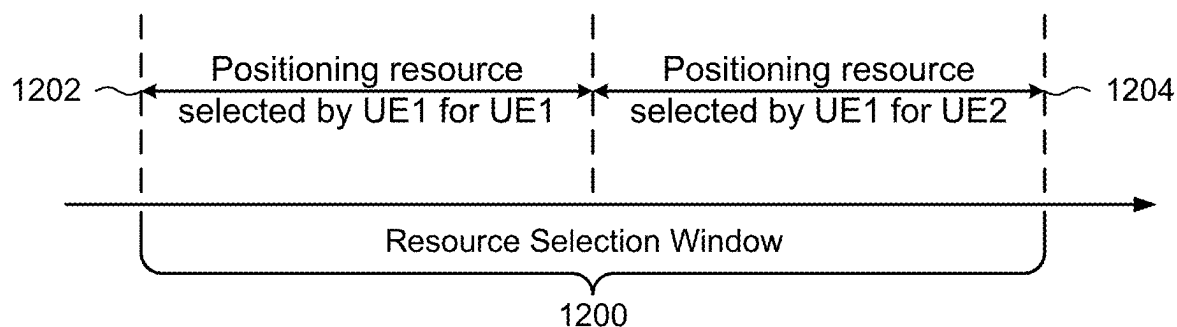 Positioning resource
selected by UE1 for UE1
Positioning resource
selected by UE1 for UE2
1202
1204
Resource Selection Window
1200